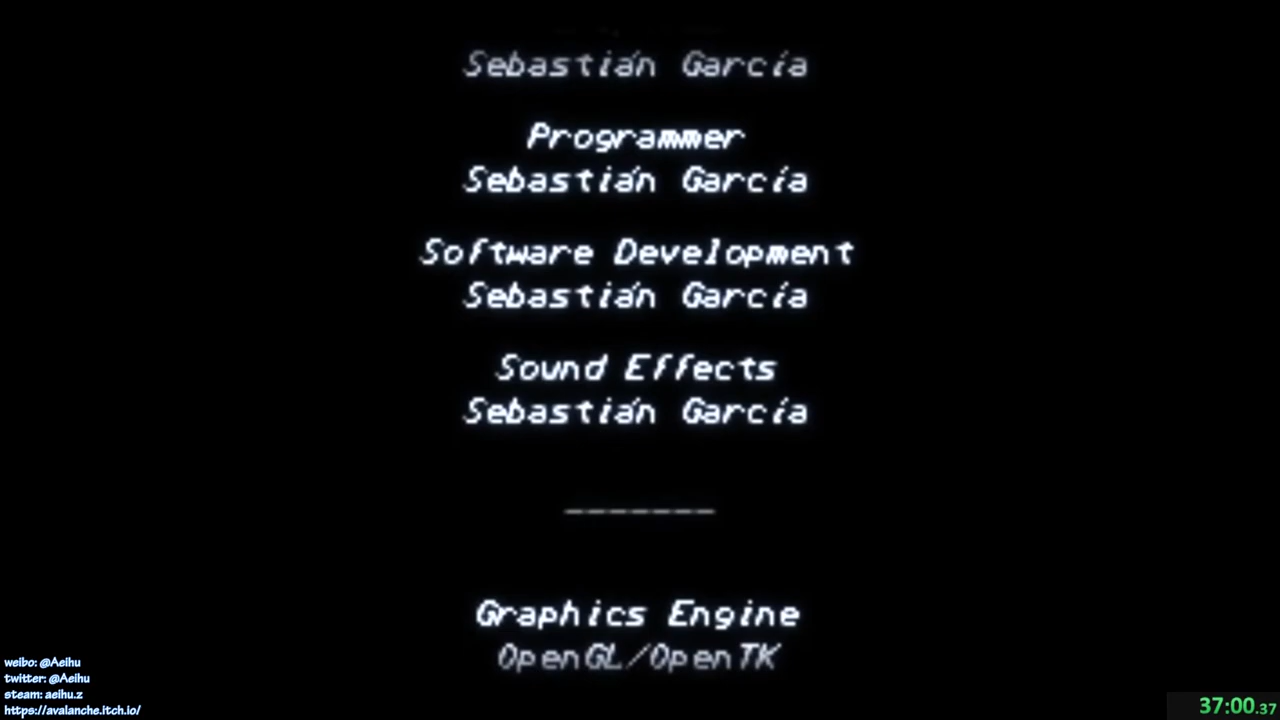 Sebastián García
Programmer
Sebastián García
Software Development
Sebastián García
Sound Effects
Sebastián García
-------
Graphics Engine
OpenGL/OpenTK
weibo: @Aeihu
twitter: @Aeihu
steam: aeihu.z
https://avalanche.itch.io/
37:00.37